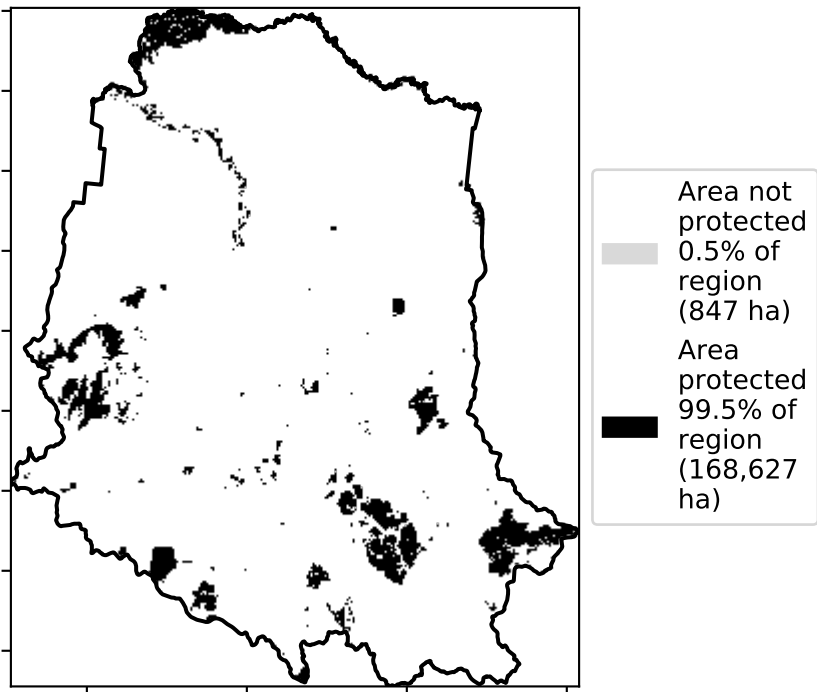 Area not
protected
0.5% of
region
(847 ha)
Area
protected
99.5% of
region
(168,627
ha)